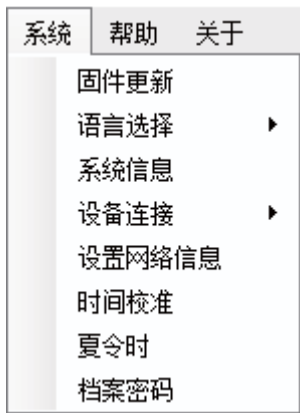 系统 帮助 关于
固件更新
语言选择
系统信息
设备连接
设置网络信息
时间校准
夏令时
档案密码